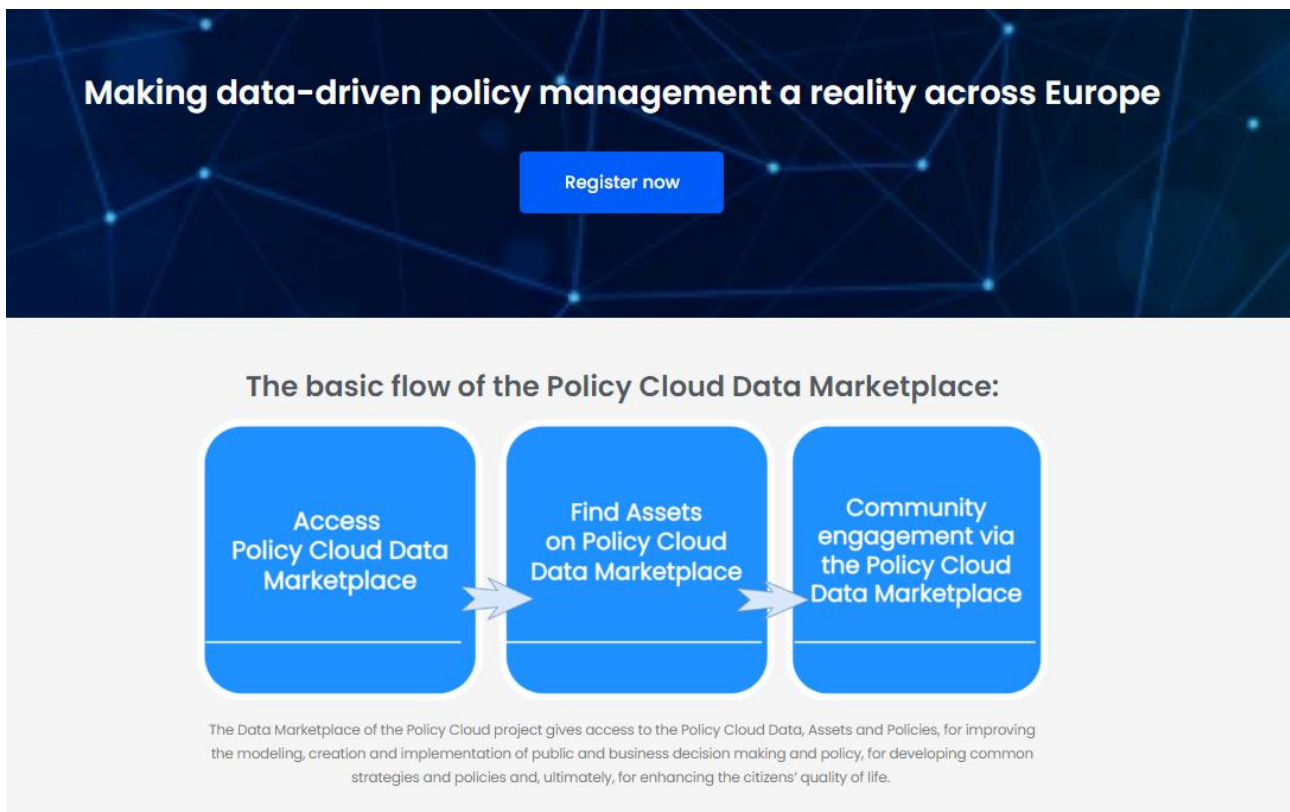 Making data-driven policy management a reality across Europe
Register now
The basic flow of the Policy Cloud Data Marketplace:
Access
Policy Cloud Data
Marketplace
Find Assets
on Policy Cloud
Data Marketplace
Community
engagement via
the Policy Cloud
Data Marketplace
The Data Marketplace of the Policy Cloud project gives access to the Policy Cloud Data, Assets and Policies, for improving
the modeling, creation and implementation of public and business decision making and policy, for developing common
strategies and policies and, ultimately, for enhancing the citizens' quality of life.